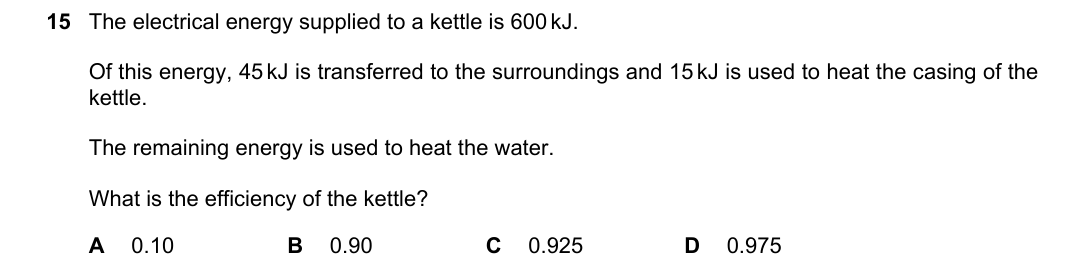 15 The electrical energy supplied to a kettle is 600 kJ.
Of this energy, 45 kJ is transferred to the surroundings and 15 kJ is used to heat the casing of the
kettle.
The remaining energy is used to heat the water.
What is the efficiency of the kettle?
A 0.10 B 0.90 C 0.925 D 0.975